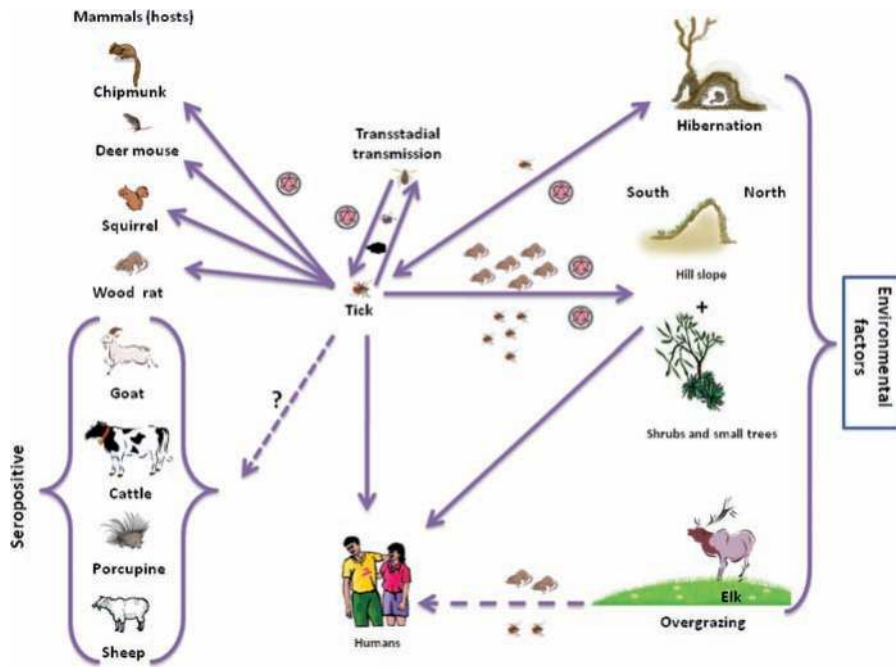 Mammals (hosts)
Chipmunk
Deer mouse
Squirrel
Wood rat
Seropositive
Goat
Cattle
Porcupine
Sheep
Transstadial
transmission
Tick
?
Humans
Hibernation
South North
Hill slope
+
Shrubs and small trees
Elk
Overgrazing
Environmental
factors